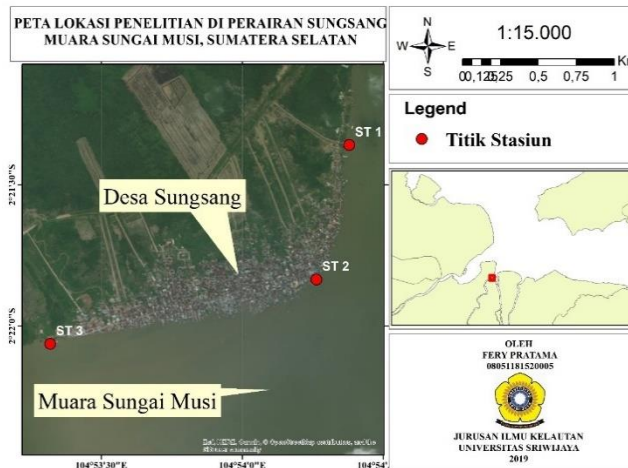 PETA LOKASI PENELITIAN DI PERAIRAN SUNGSANG
MUARA SUNGAI MUSI, SUMATERA SELATAN
N
W E
S
1:15.000
0 0,125 0,25 0,5 0,75 1
Legend
Titik Stasiun
ST 1
Desa Sungsang
ST 2
ST 3
Muara Sungai Musi
2°21'30"S
2°22'0"S
104°53'30"E
104°54'0"E
OLEH
FERY PRATAMA
08051181520005
JURUSAN ILMU KELAUTAN
UNIVERSITAS SRIWIJAYA
2019